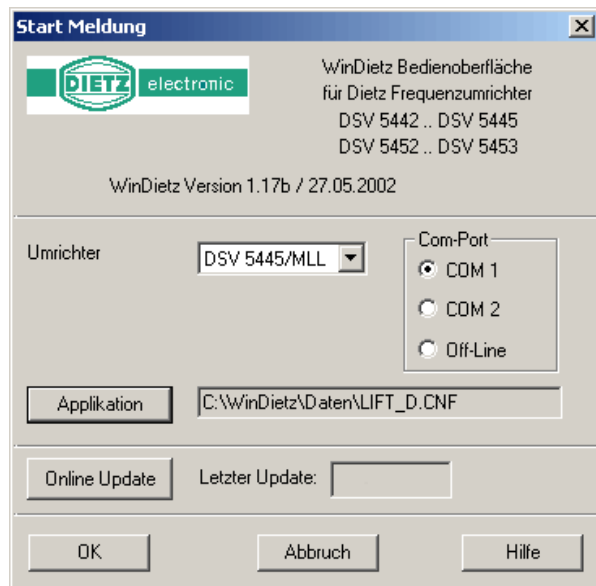 Start Meldung
DIETZ electronic
WinDietz Bedienoberfläche
für Dietz Frequenzumrichter
DSV 5442 .. DSV 5445
DSV 5452 .. DSV 5453
WinDietz Version 1.17b / 27.05.2002
Umrichter
DSV 5445/MLL
Com-Port
COM 1
COM 2
Off-Line
Applikation
C:\WinDietz\Daten\LIFT_D.CNF
Online Update
Letzter Update:
OK
Abbruch
Hilfe